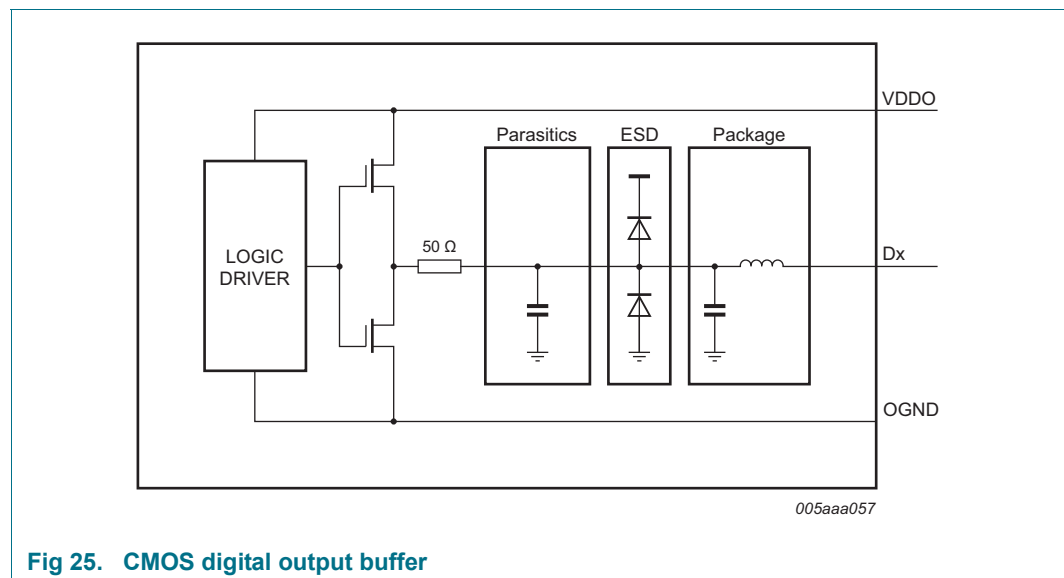 VDDO
Parasitics
ESD
Package
50 Ω
LOGIC
DRIVER
Dx
OGND
005aaa057
Fig 25. CMOS digital output buffer